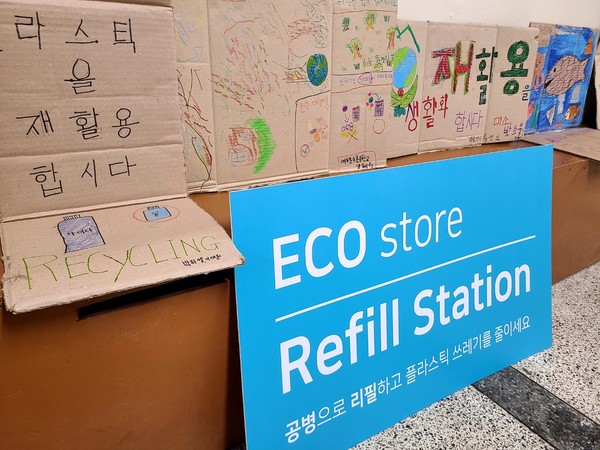 라스틱
을
재활용
합시다
RECYCLING
재활용을
생활화
합시다
ECO store
Refill Station
공병으로 리필하고 플라스틱 쓰레기를 줄이세요